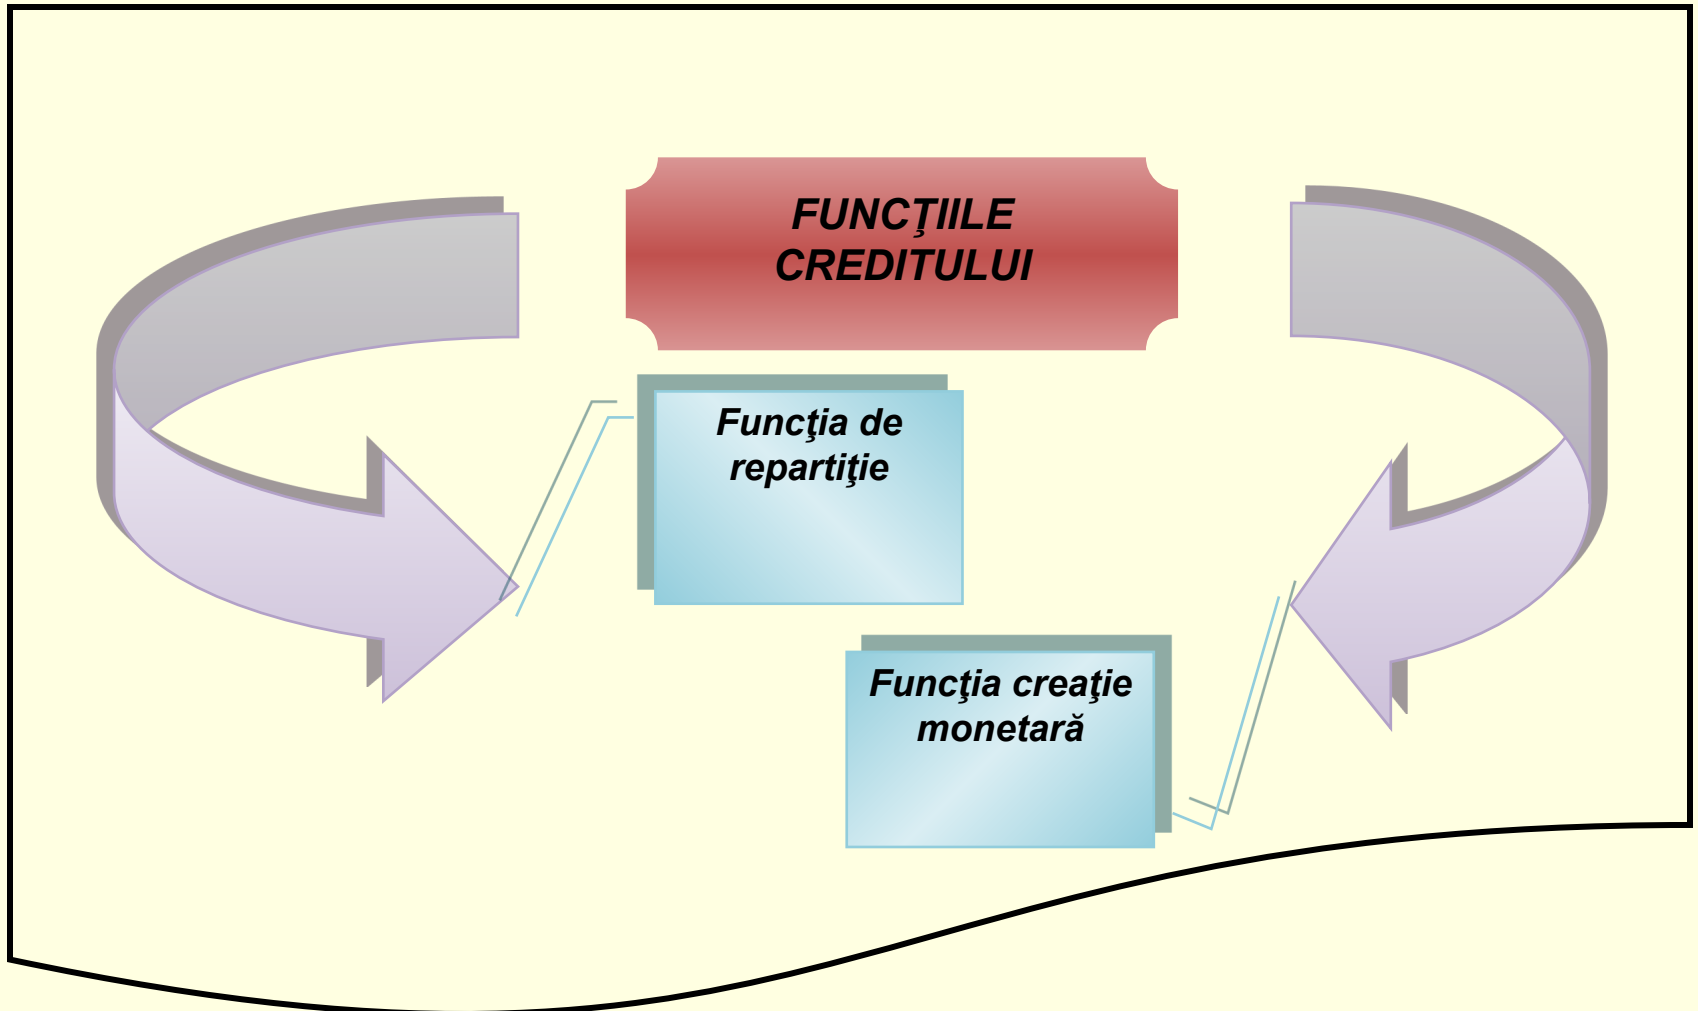 FUNCŢIILE
CREDITULUI
Funcţia de
repartiţie
Funcţia creaţie
monetară